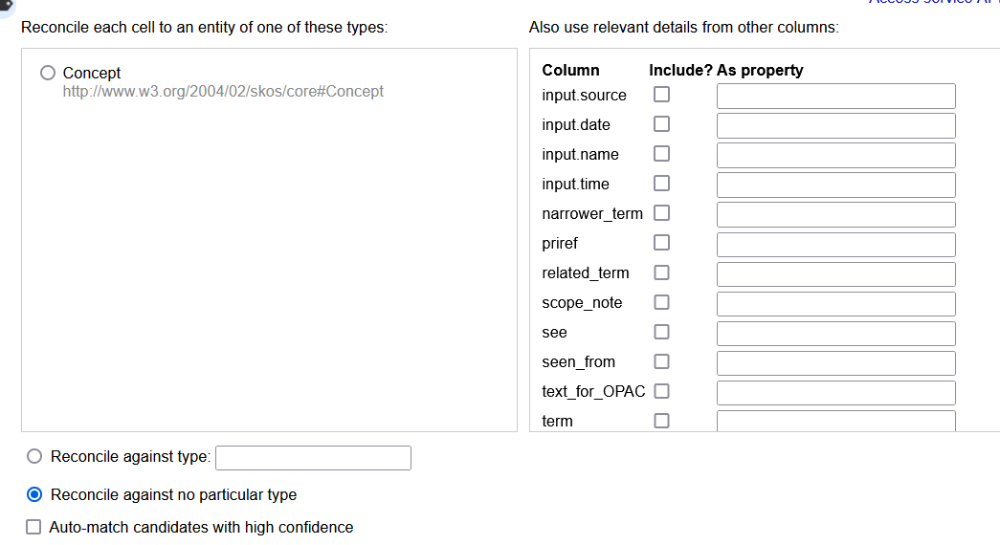 Reconcile each cell to an entity of one of these types:
Concept
http://www.w3.org/2004/02/skos/core#Concept
Reconcile against type:
Reconcile against no particular type
Auto-match candidates with high confidence
Also use relevant details from other columns:
Column Include? As property
input.source
input.date
input.name
input.time
narrower_term
priref
related_term
scope_note
see
seen_from
text_for_OPAC
term